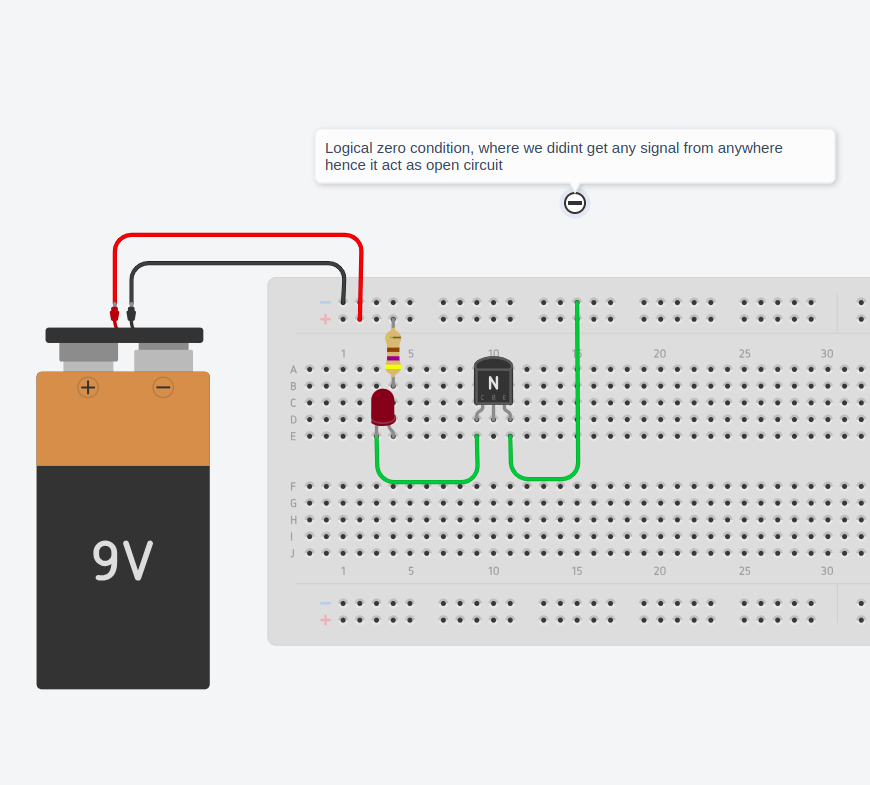 Logical zero condition, where we didint get any signal from anywhere
hence it act as open circuit
−
+
1 5 10 15 20 25 30
A
B
N
C
C B E
D
E
F
G
H
I
J
1 5 10 15 20 25 30
−
+
+ −
9V